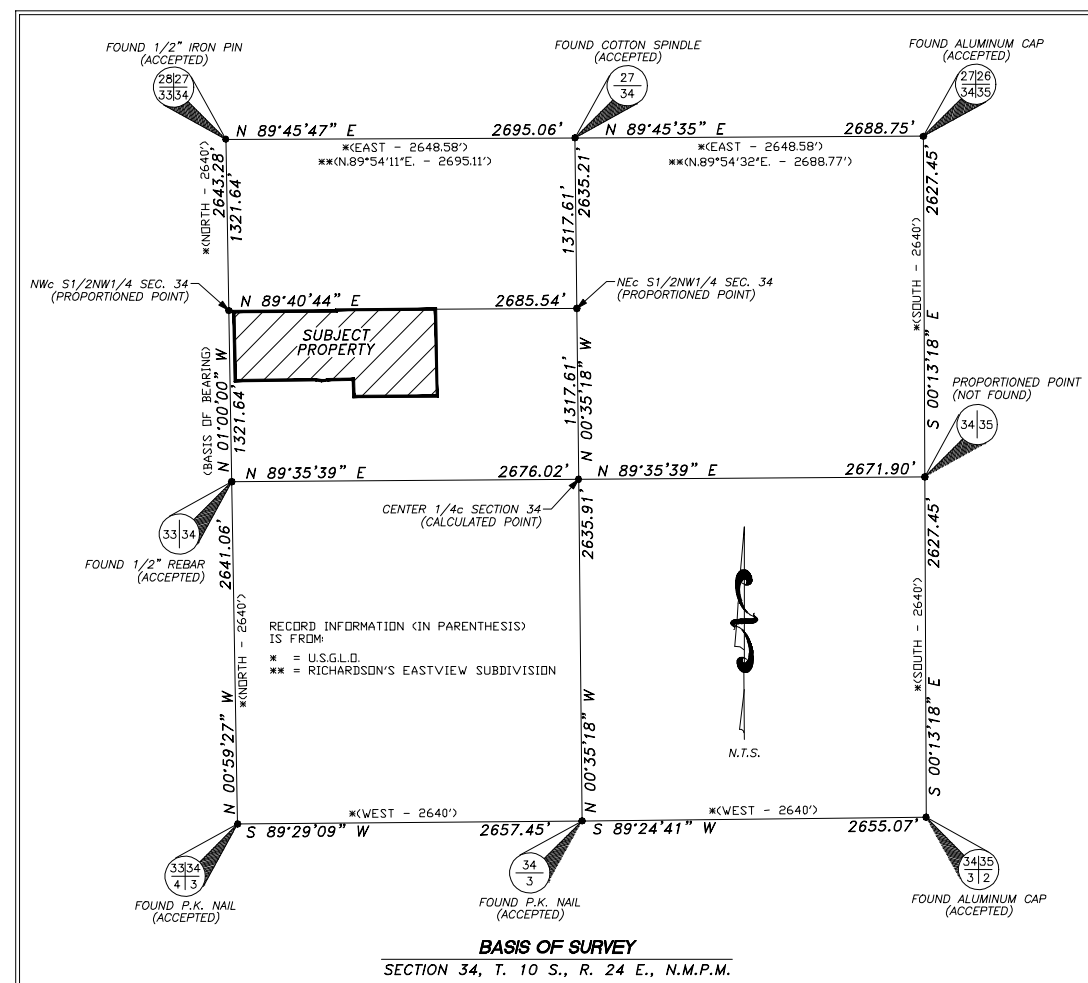 FOUND 1/2" IRON PIN
(ACCEPTED)
28|27
33|34
FOUND COTTON SPINDLE
(ACCEPTED)
27
34
FOUND ALUMINUM CAP
(ACCEPTED)
27|26
34|35
N 89°45'47" E
2695.06'
N 89°45'35" E
2688.75'
*(EAST - 2648.58')
**(N.89°54'11"E. - 2695.11')
*(EAST - 2648.58')
**(N.89°54'32"E. - 2688.77')
*(NORTH - 2640')
2643.28'
1321.64'
1317.61'
2635.21'
2627.45'
*(SOUTH - 2640')
S 00°13'18" E
NWc S1/2NW1/4 SEC. 34
(PROPORTIONED POINT)
NEc S1/2NW1/4 SEC. 34
(PROPORTIONED POINT)
N 89°40'44" E
2685.54'
SUBJECT
PROPERTY
(BASIS OF BEARING)
N 01°00'00" W
1321.64'
1317.61'
N 00°35'18" W
PROPORTIONED POINT
(NOT FOUND)
34|35
N 89°35'39" E
2676.02'
N 89°35'39" E
2671.90'
CENTER 1/4c SECTION 34
(CALCULATED POINT)
33|34
FOUND 1/2" REBAR
(ACCEPTED)
2641.06'
*(NORTH - 2640')
N 00°59'27" W
2635.91'
N 00°35'18" W
2627.45'
*(SOUTH - 2640')
S 00°13'18" E
RECORD INFORMATION (IN PARENTHESIS)
IS FROM:
* = U.S.G.L.O.
** = RICHARDSON'S EASTVIEW SUBDIVISION
N.T.S.
*(WEST - 2640')
*(WEST - 2640')
S 89°29'09" W
2657.45'
S 89°24'41" W
2655.07'
33|34
4|3
FOUND P.K. NAIL
(ACCEPTED)
34
3
FOUND P.K. NAIL
(ACCEPTED)
34|35
3|2
FOUND ALUMINUM CAP
(ACCEPTED)
BASIS OF SURVEY
SECTION 34, T. 10 S., R. 24 E., N.M.P.M.